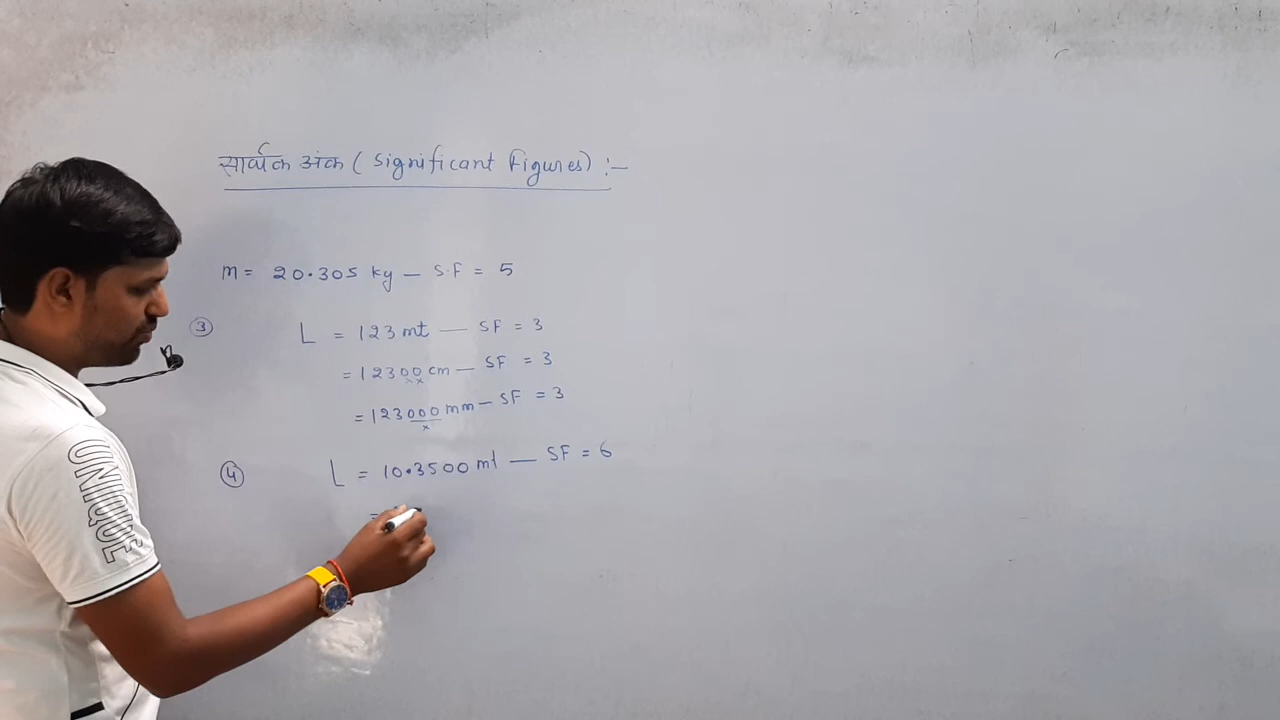 सार्थक अंक ( Significant Figures) :-
m = 20.305 kg — S.F = 5
③ L = 123 mt — SF = 3
= 12300 cm — SF = 3
= 123000 mm — SF = 3
④ L = 10.3500 mt — SF = 6
=
UNIQUE